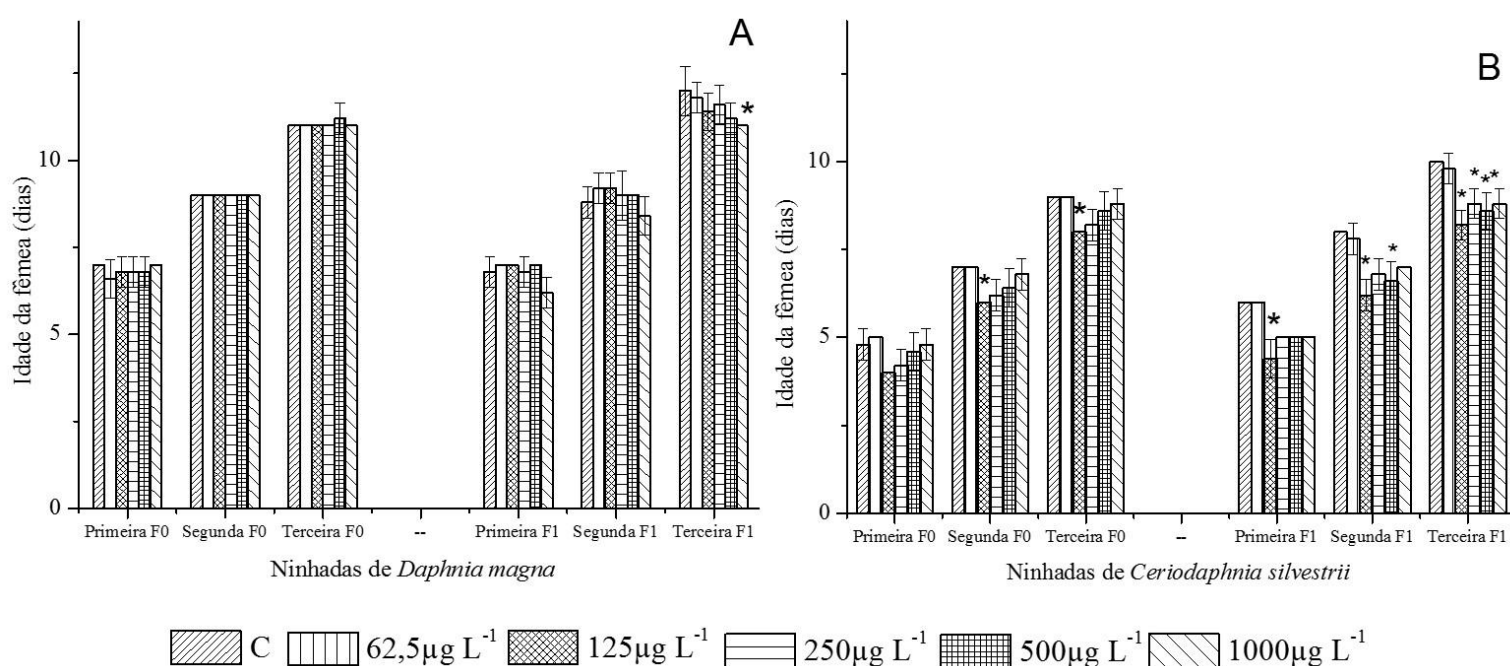 A
Idade da fêmea (dias)
10
5
0
Primeira F0 Segunda F0 Terceira F0 -- Primeira F1 Segunda F1 Terceira F1
Ninhadas de Daphnia magna
*
B
Idade da fêmea (dias)
10
5
0
Primeira F0 Segunda F0 Terceira F0 -- Primeira F1 Segunda F1 Terceira F1
Ninhadas de Ceriodaphnia silvestrii
* * * * * * * * *
C 62,5µg L-1 125µg L-1 250µg L-1 500µg L-1 1000µg L-1